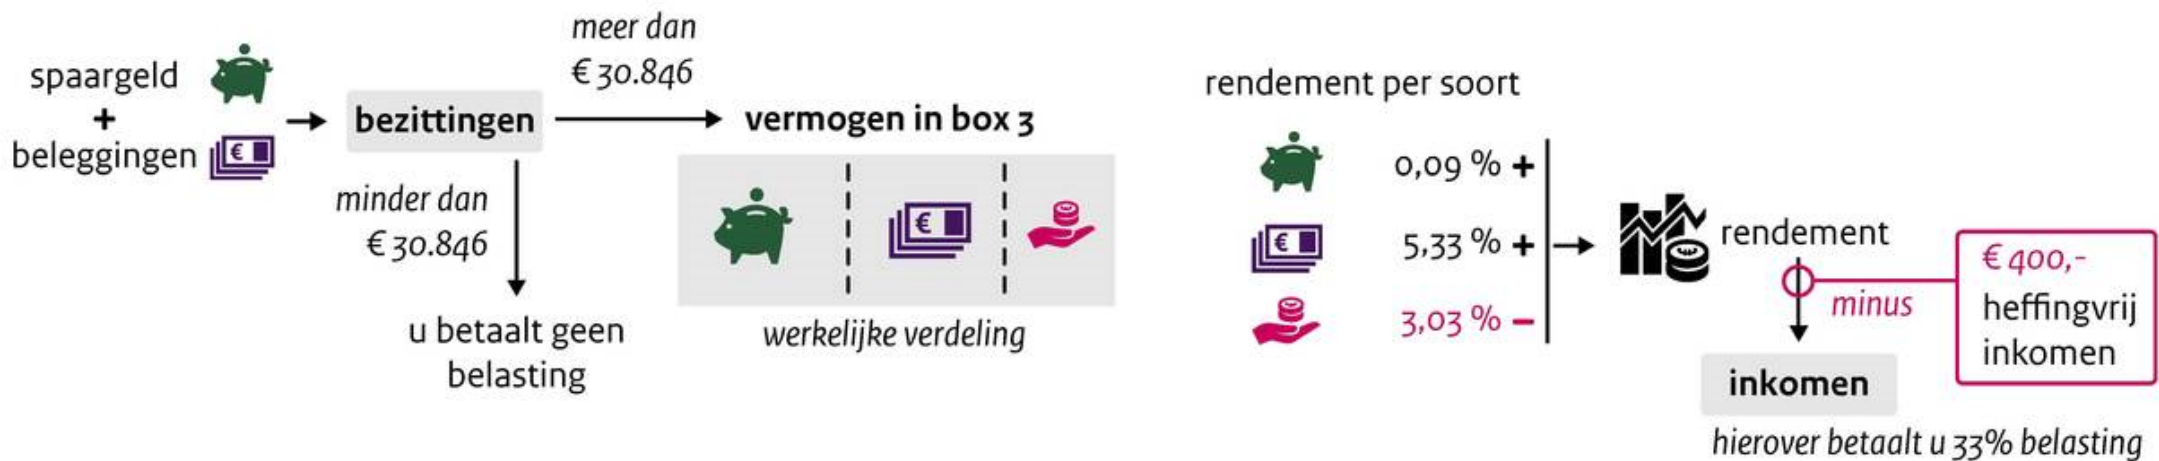 spaargeld
+
beleggingen
€
bezittingen
meer dan
€ 30.846
minder dan
€ 30.846
u betaalt geen
belasting
vermogen in box 3
€
werkelijke verdeling
rendement per soort
0,09 % +
€
5,33 % +
3,03 % −
rendement
minus
€ 400,-
heffingvrij
inkomen
inkomen
hierover betaalt u 33% belasting